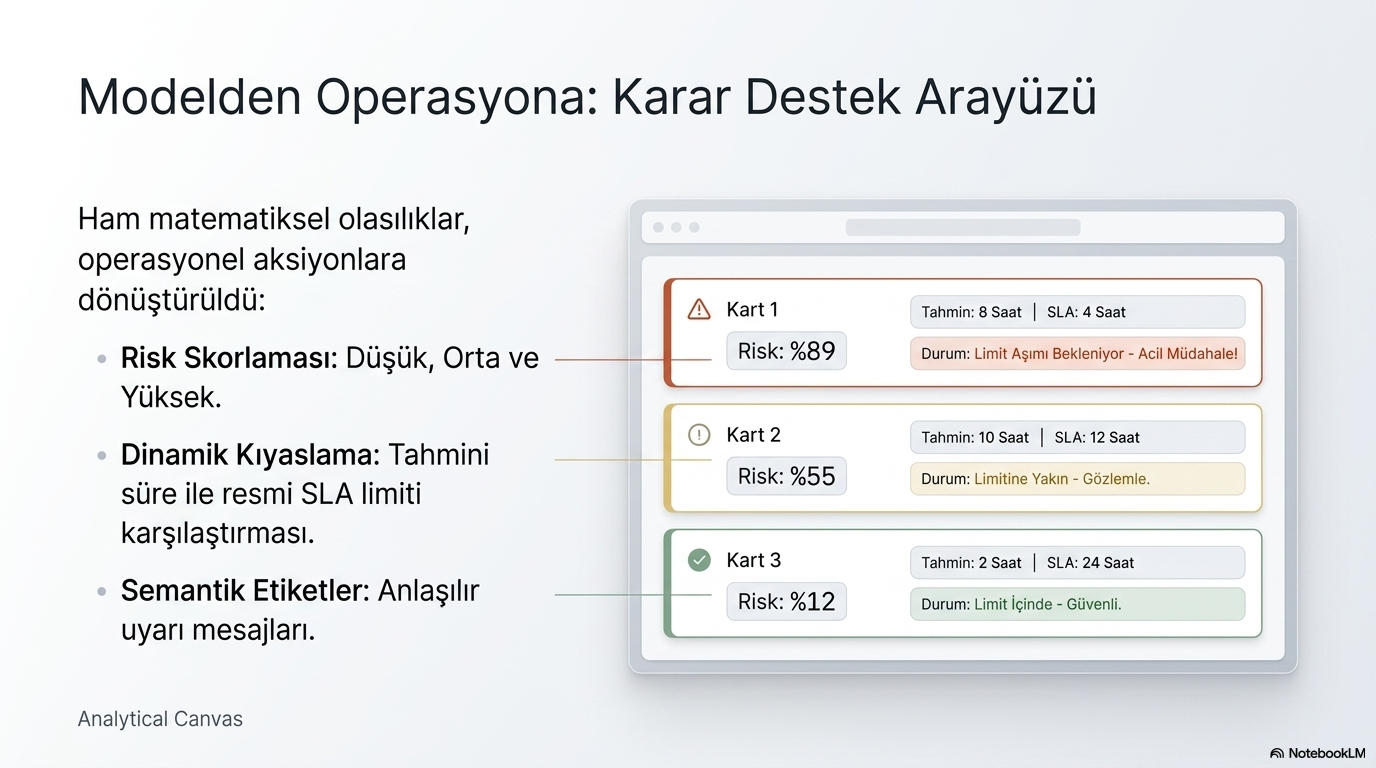 Modelden Operasyona: Karar Destek Arayüzü
Ham matematiksel olasılıklar,
operasyonel aksiyonlara
dönüştürüldü:
Risk Skorlaması: Düşük, Orta ve
Yüksek.
Dinamik Kıyaslama: Tahmini
süre ile resmi SLA limiti
karşılaştırması.
Semantik Etiketler: Anlaşılır
uyarı mesajları.
Kart 1
Risk: %89
Tahmin: 8 Saat | SLA: 4 Saat
Durum: Limit Aşımı Bekleniyor - Acil Müdahale!
Kart 2
Risk: %55
Tahmin: 10 Saat | SLA: 12 Saat
Durum: Limitine Yakın - Gözlemle.
Kart 3
Risk: %12
Tahmin: 2 Saat | SLA: 24 Saat
Durum: Limit İçinde - Güvenli.
Analytical Canvas
NotebookLM